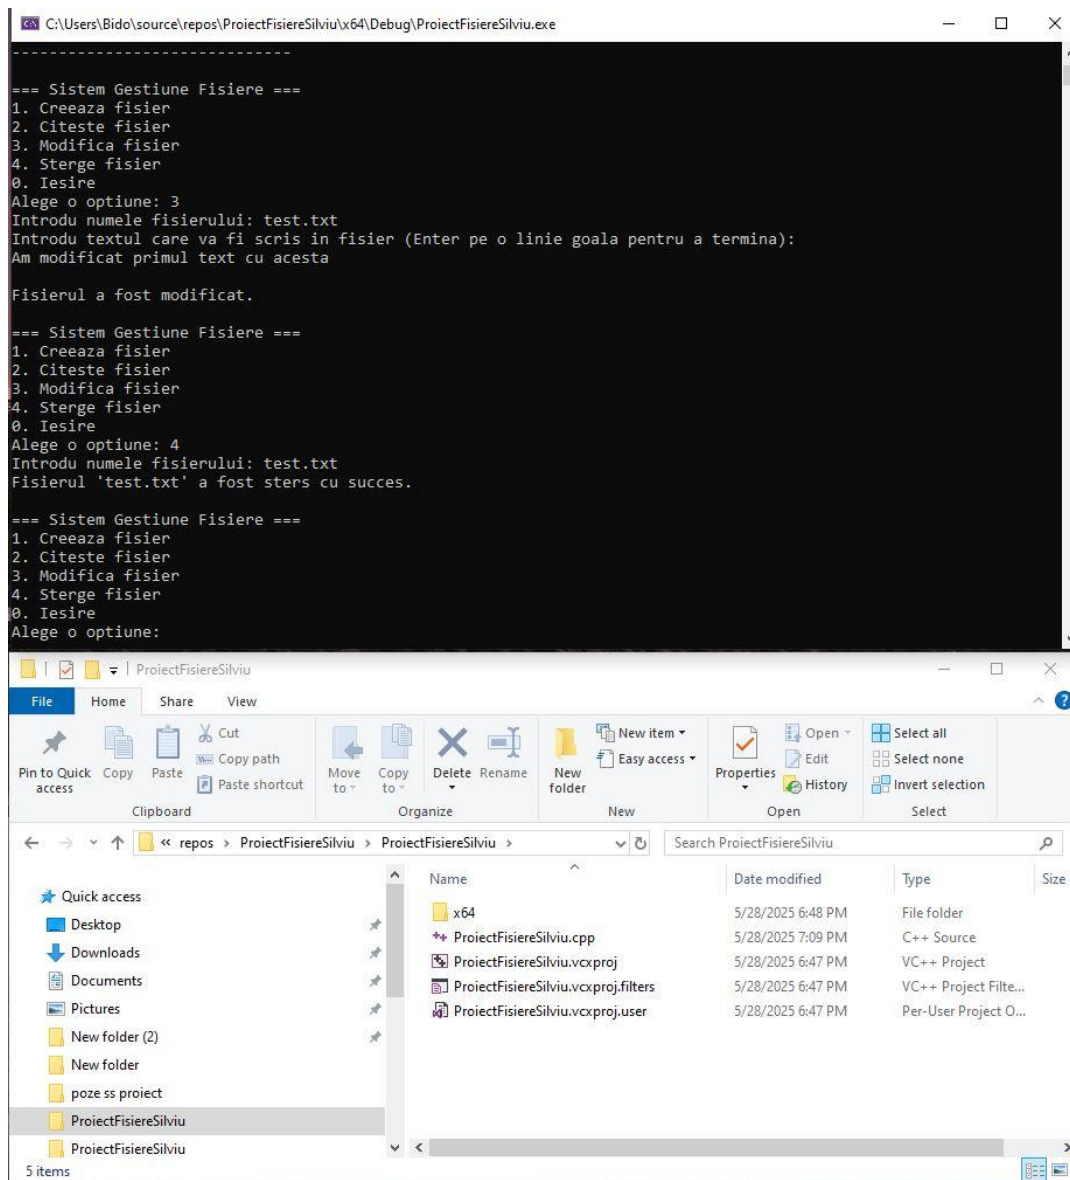 C:\Users\Bido\source\repos\ProiectFisiereSilviu\x64\Debug\ProiectFisiereSilviu.exe
------------------------------
=== Sistem Gestiune Fisiere ===
1. Creeaza fisier
2. Citeste fisier
3. Modifica fisier
4. Sterge fisier
0. Iesire
Alege o optiune: 3
Introdu numele fisierului: test.txt
Introdu textul care va fi scris in fisier (Enter pe o linie goala pentru a termina):
Am modificat primul text cu acesta
Fisierul a fost modificat.
=== Sistem Gestiune Fisiere ===
1. Creeaza fisier
2. Citeste fisier
3. Modifica fisier
4. Sterge fisier
0. Iesire
Alege o optiune: 4
Introdu numele fisierului: test.txt
Fisierul 'test.txt' a fost sters cu succes.
=== Sistem Gestiune Fisiere ===
1. Creeaza fisier
2. Citeste fisier
3. Modifica fisier
4. Sterge fisier
0. Iesire
Alege o optiune:
ProiectFisiereSilviu
File Home Share View
Pin to Quick access
Copy
Paste
Cut
Copy path
Paste shortcut
Clipboard
Move to
Copy to
Delete
Rename
Organize
New folder
New item
Easy access
New
Properties
Open
Edit
History
Open
Select all
Select none
Invert selection
Select
« repos > ProiectFisiereSilviu > ProiectFisiereSilviu >
Search ProiectFisiereSilviu
Quick access
Desktop
Downloads
Documents
Pictures
New folder (2)
New folder
poze ss proiect
ProiectFisiereSilviu
ProiectFisiereSilviu
Name Date modified Type Size
x64 5/28/2025 6:48 PM File folder
ProiectFisiereSilviu.cpp 5/28/2025 7:09 PM C++ Source
ProiectFisiereSilviu.vcxproj 5/28/2025 6:47 PM VC++ Project
ProiectFisiereSilviu.vcxproj.filters 5/28/2025 6:47 PM VC++ Project Filte...
ProiectFisiereSilviu.vcxproj.user 5/28/2025 6:47 PM Per-User Project O...
5 items